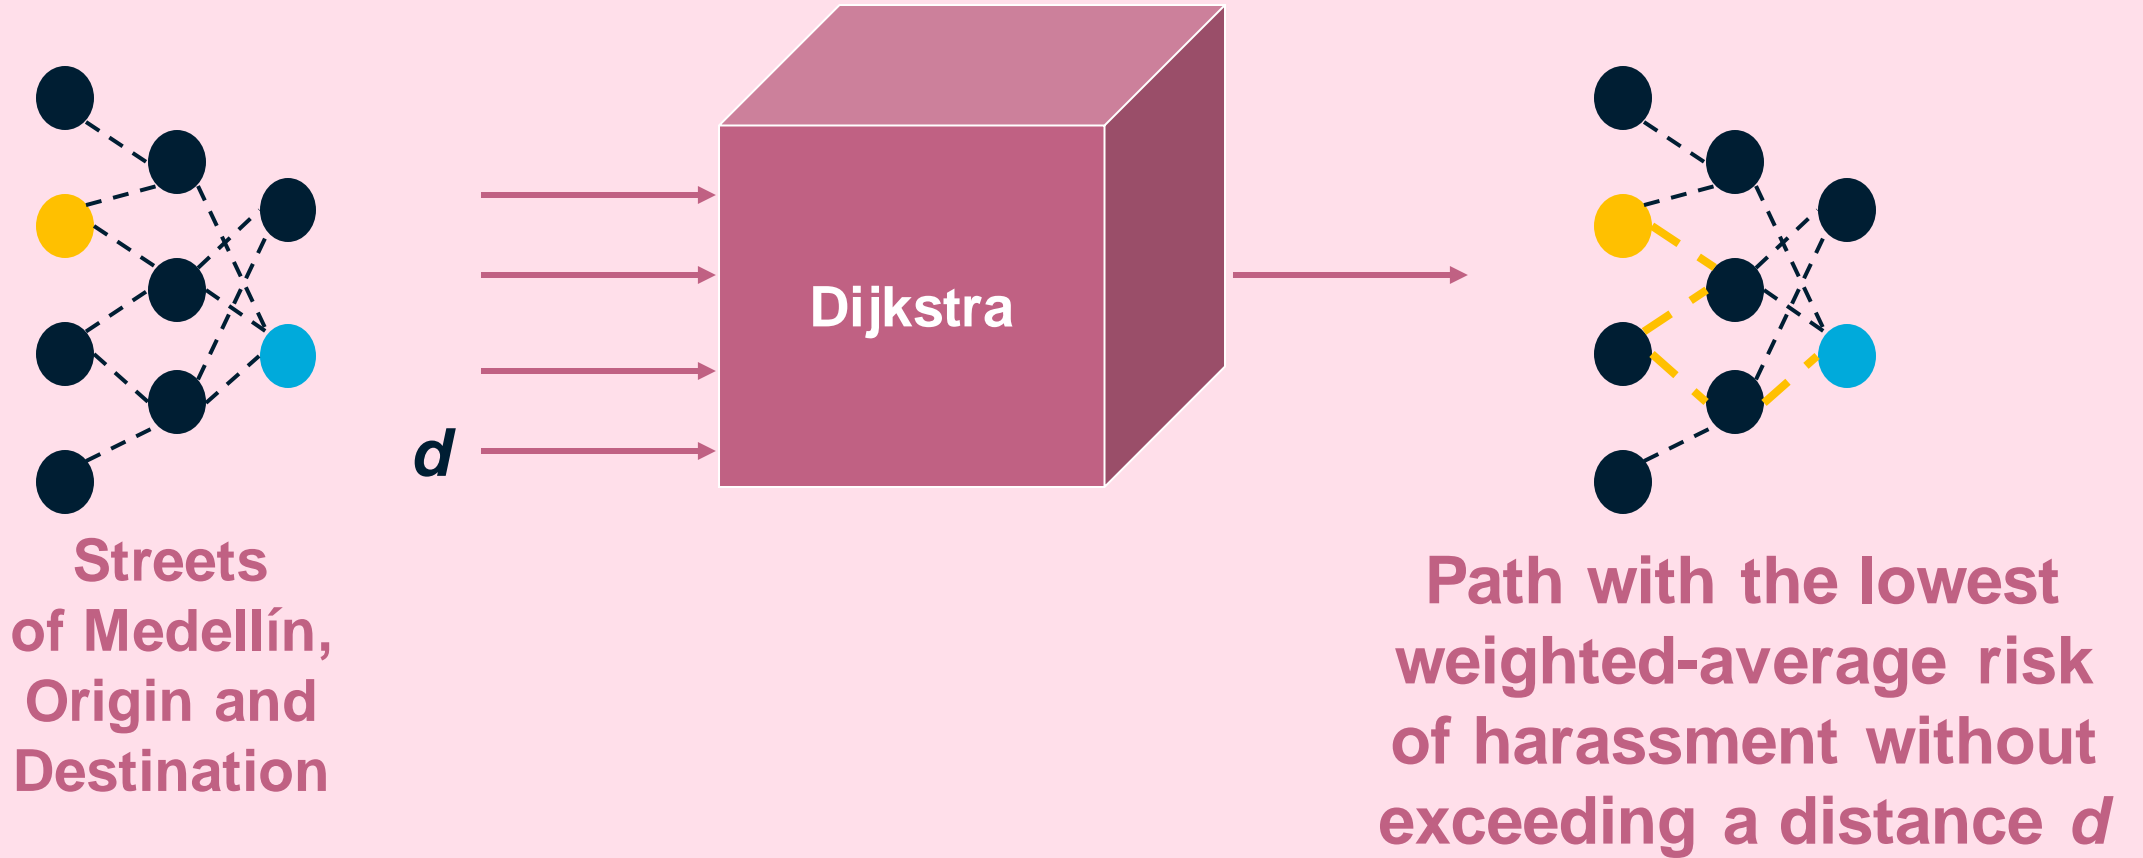 Dijkstra
d
Streets
of Medellín,
Origin and
Destination
Path with the lowest
weighted-average risk
of harassment without
exceeding a distance d